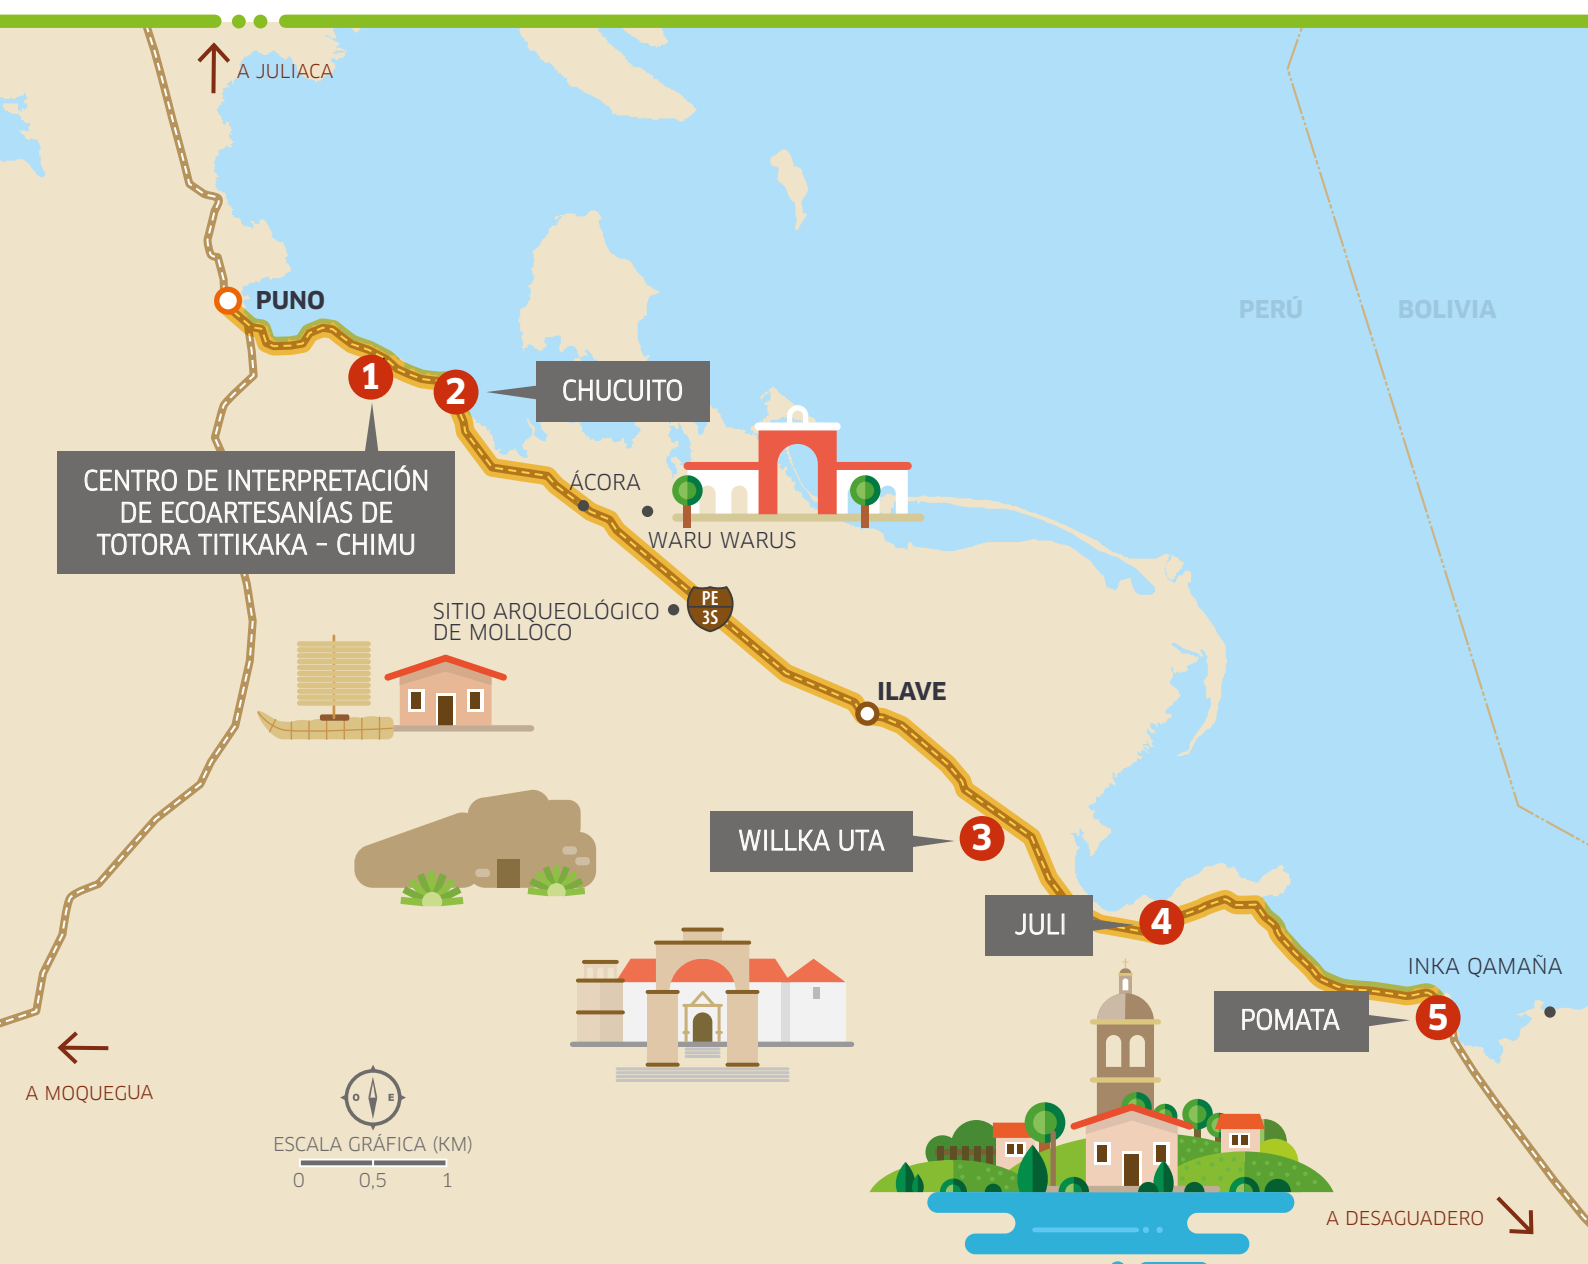 A JULIACA
PUNO
PERÚ
BOLIVIA
1
2
CHUCUITO
CENTRO DE INTERPRETACIÓN
DE ECOARTESANÍAS DE
TOTORA TITIKAKA – CHIMU
ÁCORA
WARU WARUS
PE
3S
SITIO ARQUEOLÓGICO
DE MOLLOCO
ILAVE
WILLKA UTA
3
JULI
4
INKA QAMAÑA
POMATA
5
A MOQUEGUA
O E
ESCALA GRÁFICA (KM)
0 0,5 1
A DESAGUADERO